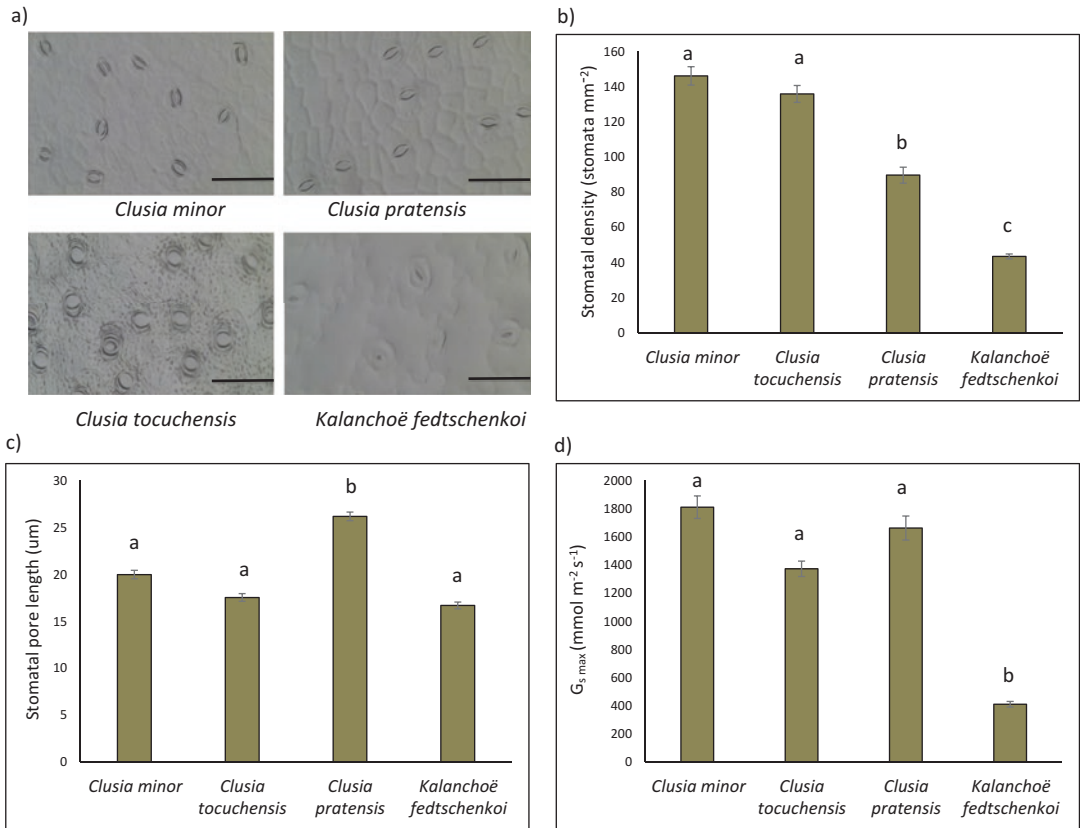 a)
Clusia minor
Clusia pratensis
Clusia tocuchensis
Kalanchoë fedtschenkoi
b)
Stomatal density (stomata mm⁻²)
160
140
120
100
80
60
40
20
0
a
a
b
c
Clusia minor
Clusia
tocuchensis
Clusia
pratensis
Kalanchoë
fedtschenkoi
c)
Stomatal pore length (um)
30
25
20
15
10
5
0
a
a
b
a
Clusia minor
Clusia
tocuchensis
Clusia
pratensis
Kalanchoë
fedtschenkoi
d)
Gs max (mmol m⁻² s⁻¹)
2000
1800
1600
1400
1200
1000
800
600
400
200
0
a
a
a
b
Clusia minor
Clusia
tocuchensis
Clusia
pratensis
Kalanchoë
fedtschenkoi